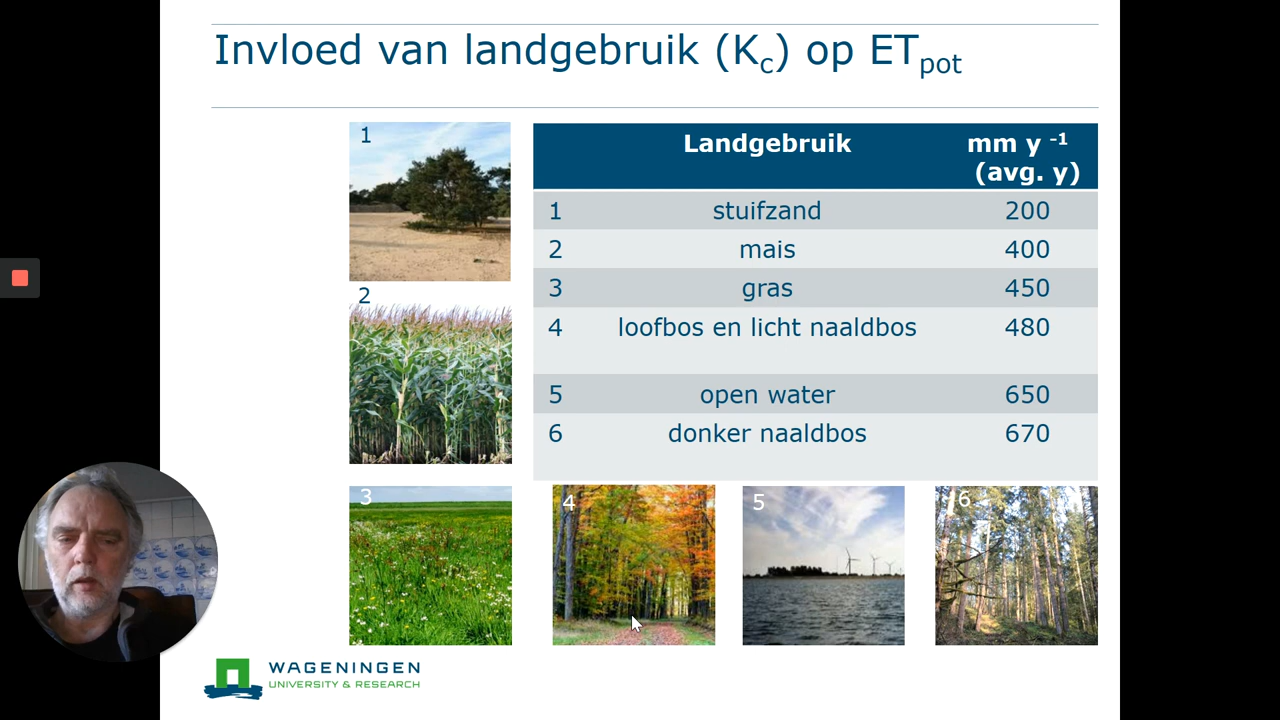 Invloed van landgebruik (Kc) op ETpot
1
2
3
4
5
6
Landgebruik mm y -1
(avg. y)
1 stuifzand 200
2 mais 400
3 gras 450
4 loofbos en licht naaldbos 480
5 open water 650
6 donker naaldbos 670
WAGENINGEN
UNIVERSITY & RESEARCH